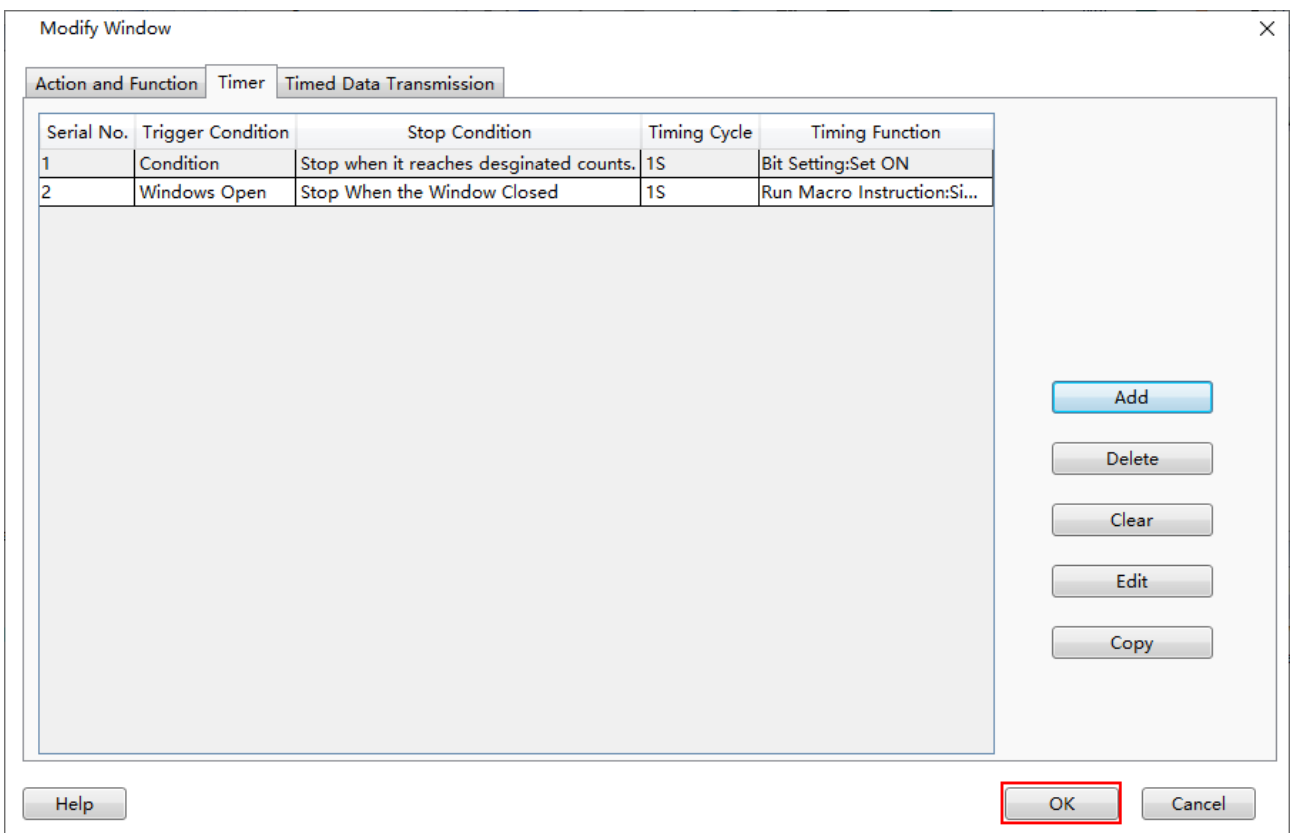 Modify Window
Action and Function Timer Timed Data Transmission
Serial No. Trigger Condition Stop Condition Timing Cycle Timing Function
1 Condition Stop when it reaches desginated counts. 1S Bit Setting:Set ON
2 Windows Open Stop When the Window Closed 1S Run Macro Instruction:Si...
Add
Delete
Clear
Edit
Copy
Help OK Cancel